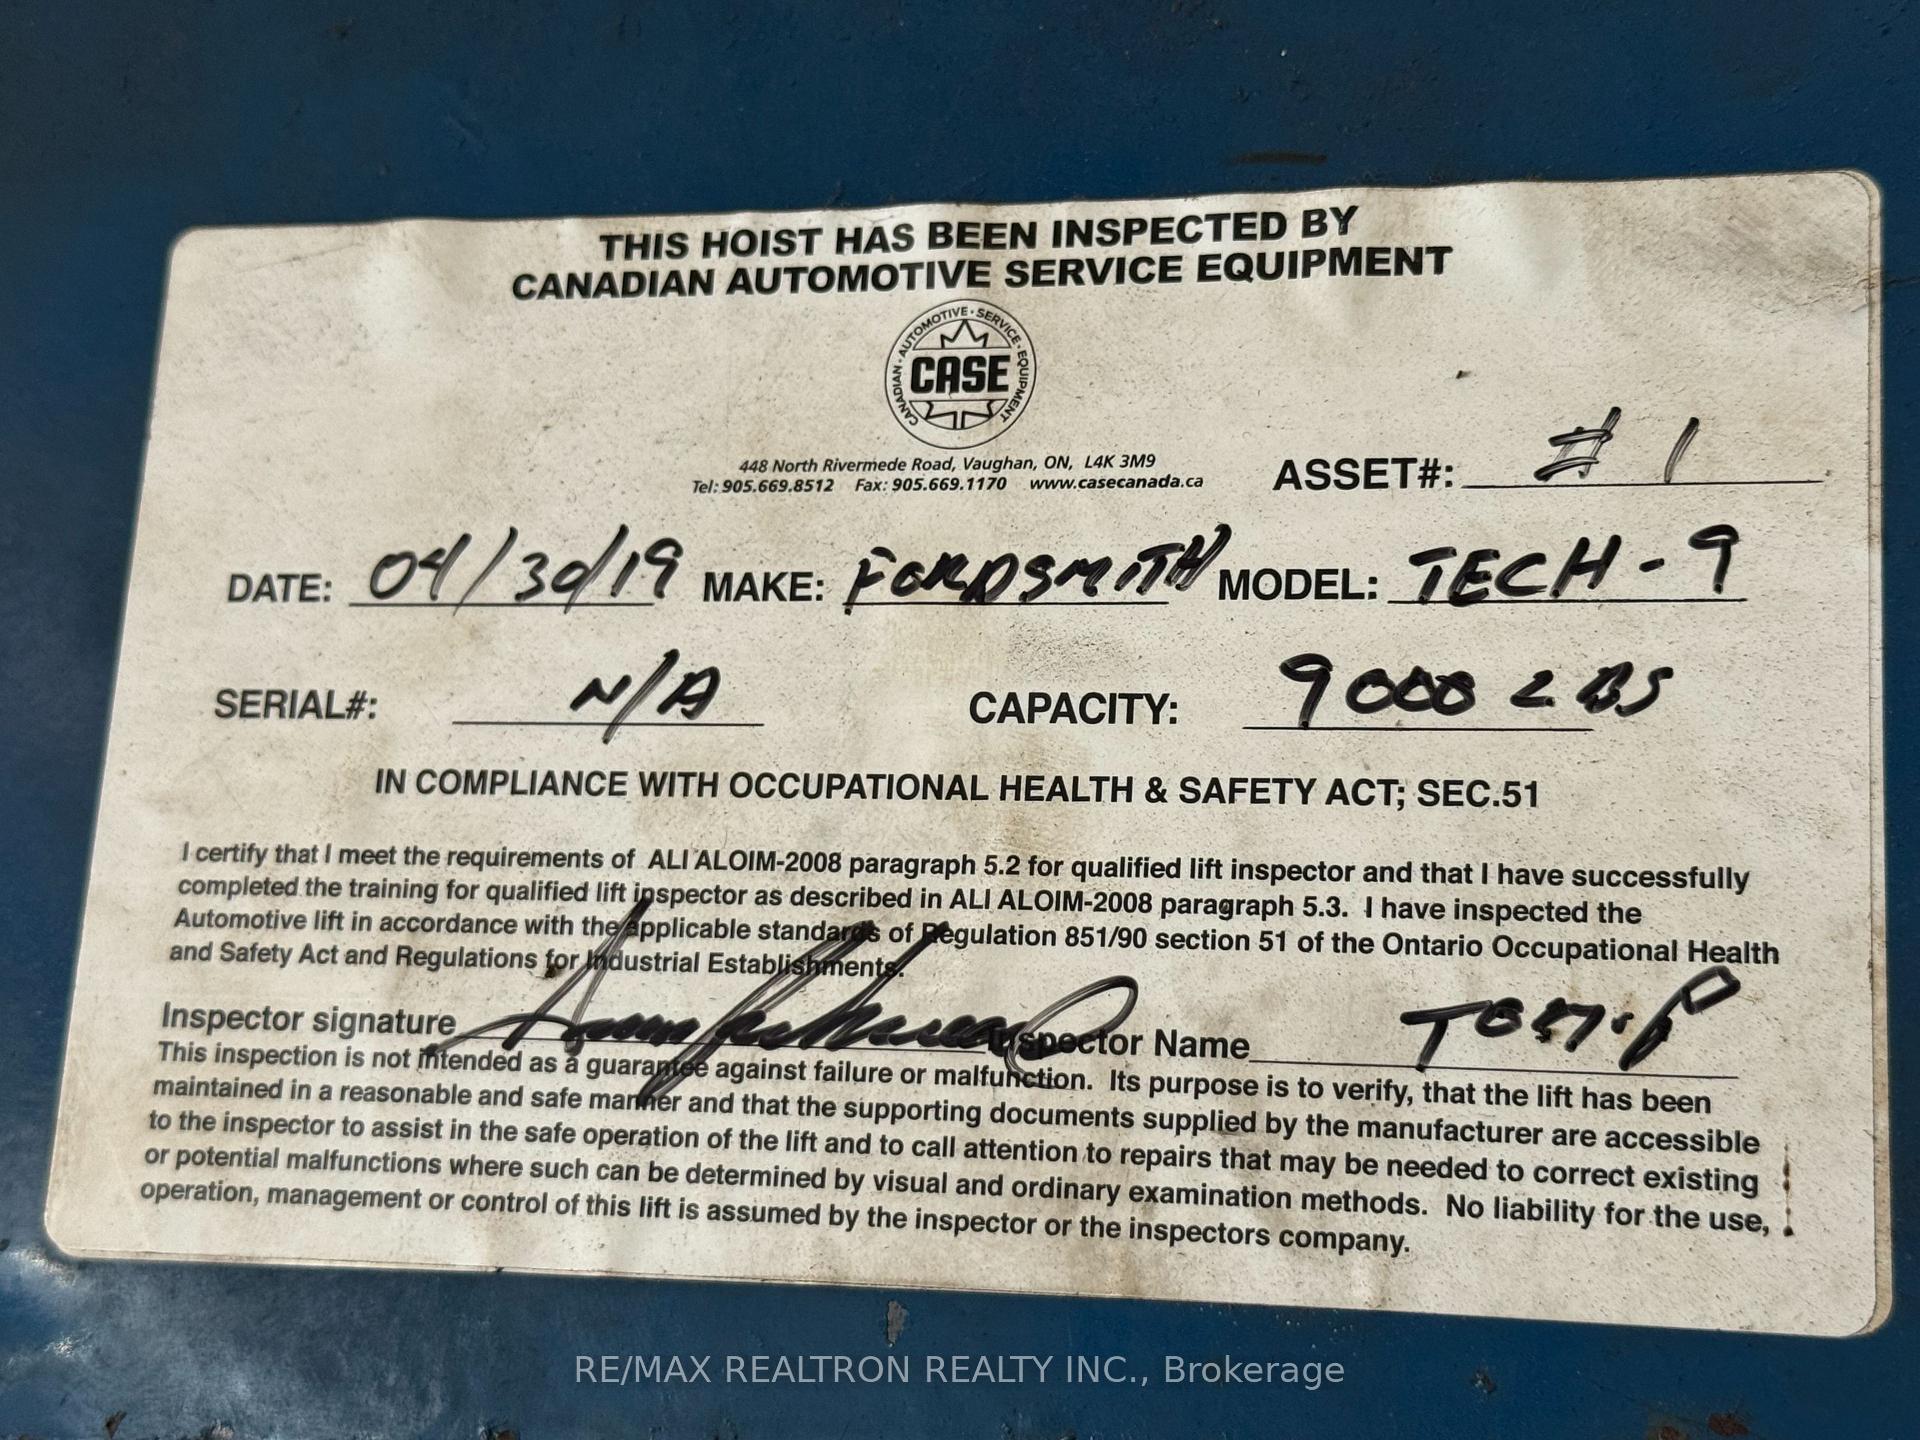 THIS HOIST HAS BEEN INSPECTED BY
CANADIAN AUTOMOTIVE SERVICE EQUIPMENT
CANADIAN · AUTOMOTIVE · SERVICE · EQUIPMENT
CASE
448 North Rivermede Road, Vaughan, ON, L4K 3M9
Tel: 905.669.8512 Fax: 905.669.1170 www.casecanada.ca
ASSET#: # 1
DATE: 04/30/19 MAKE: FORDSMITH MODEL: TECH-9
SERIAL#: N/A CAPACITY: 9000 LBS
IN COMPLIANCE WITH OCCUPATIONAL HEALTH & SAFETY ACT; SEC.51
I certify that I meet the requirements of ALI ALOIM-2008 paragraph 5.2 for qualified lift inspector and that I have successfully
completed the training for qualified lift inspector as described in ALI ALOIM-2008 paragraph 5.3. I have inspected the
Automotive lift in accordance with the applicable standards of Regulation 851/90 section 51 of the Ontario Occupational Health
and Safety Act and Regulations for Industrial Establishments.
Inspector signature Inspector Name TOM.P
This inspection is not intended as a guarantee against failure or malfunction. Its purpose is to verify, that the lift has been
maintained in a reasonable and safe manner and that the supporting documents supplied by the manufacturer are accessible
to the inspector to assist in the safe operation of the lift and to call attention to repairs that may be needed to correct existing
or potential malfunctions where such can be determined by visual and ordinary examination methods. No liability for the use,
operation, management or control of this lift is assumed by the inspector or the inspectors company.
RE/MAX REALTRON REALTY INC., Brokerage